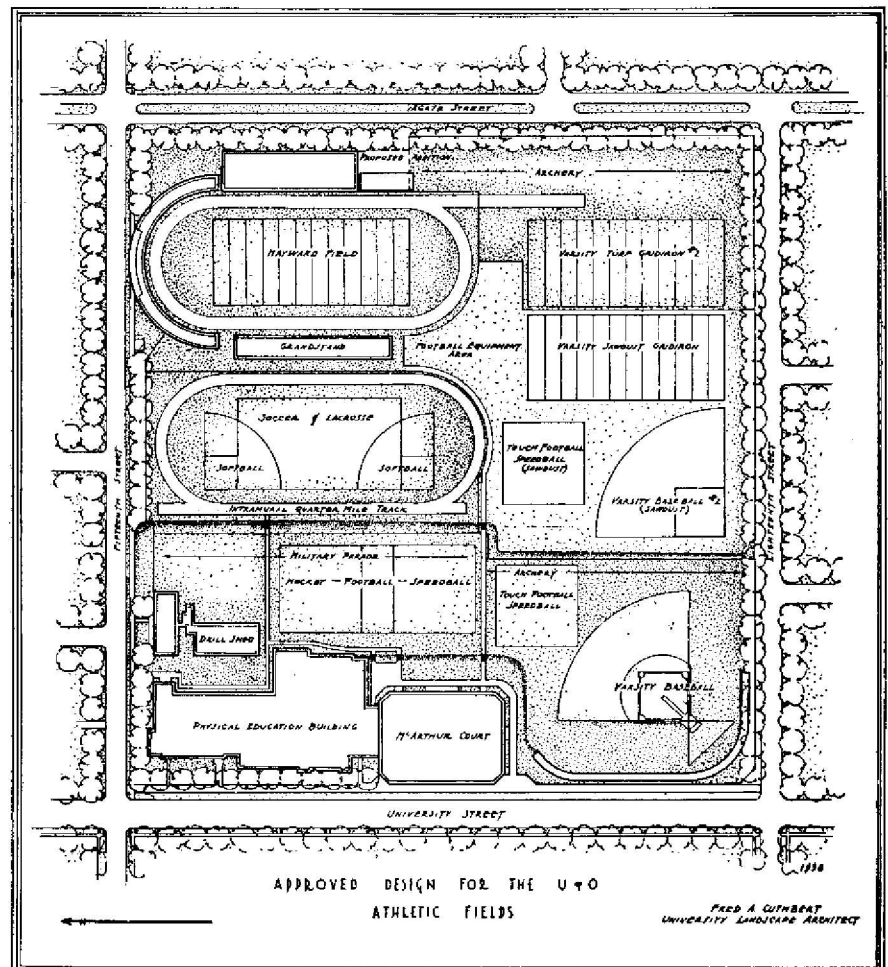 AGATE STREET
PROPOSED ADDITION
ARCHERY
HAYWARD FIELD
VARSITY TURF GRIDIRON #2
GRANDSTAND
FOOTBALL EQUIPMENT
AREA
VARSITY SAWDUST GRIDIRON
SOCCER & LACROSSE
SOFTBALL
SOFTBALL
TOUCH FOOTBALL
SPEEDBALL
(SAWDUST)
VARSITY BASEBALL #2
(SAWDUST)
FIFTEENTH STREET
EIGHTEENTH STREET
INTRAMURAL QUARTER MILE TRACK
MILITARY PARADE
HOCKEY - FOOTBALL - SPEEDBALL
ARCHERY
TOUCH FOOTBALL
SPEEDBALL
DRILL SHED
VARSITY BASEBALL
PHYSICAL EDUCATION BUILDING
McARTHUR COURT
UNIVERSITY STREET
1938
APPROVED DESIGN FOR THE U of O
ATHLETIC FIELDS
FRED A CUTHBERT
UNIVERSITY LANDSCAPE ARCHITECT